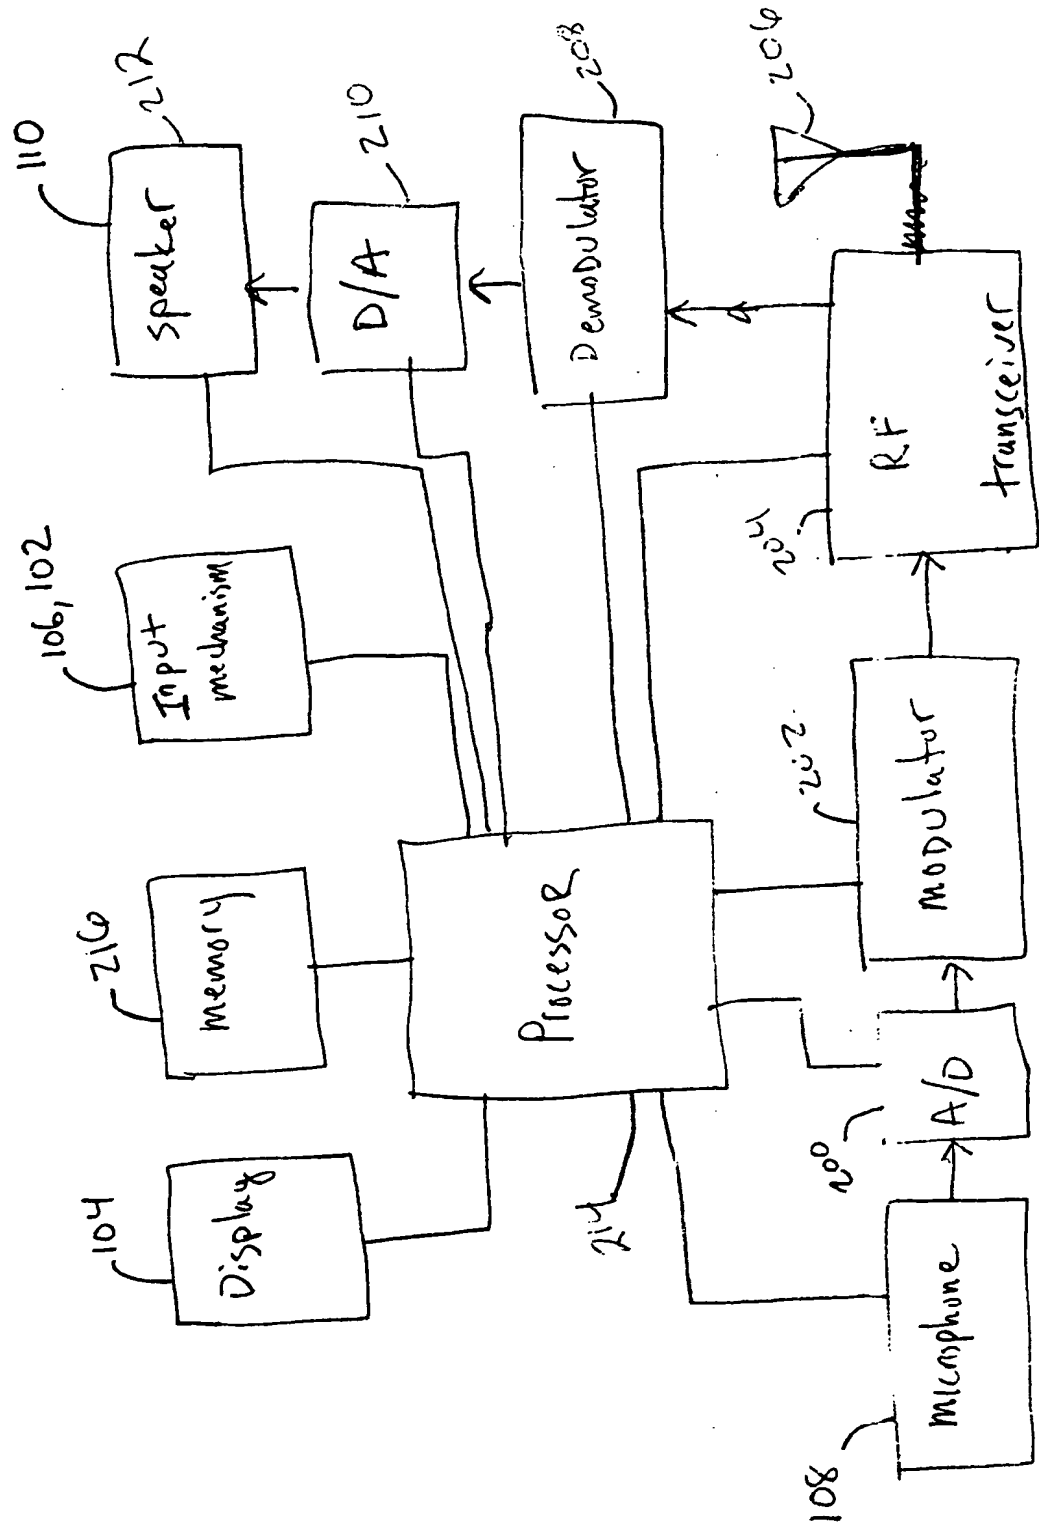 104
Display
216
memory
106, 102
Input
mechanism
110
speaker
212
D/A
210
Demodulator
208
Processor
214
108
microphone
200
A/D
202
modulator
204
RF
transceiver
206